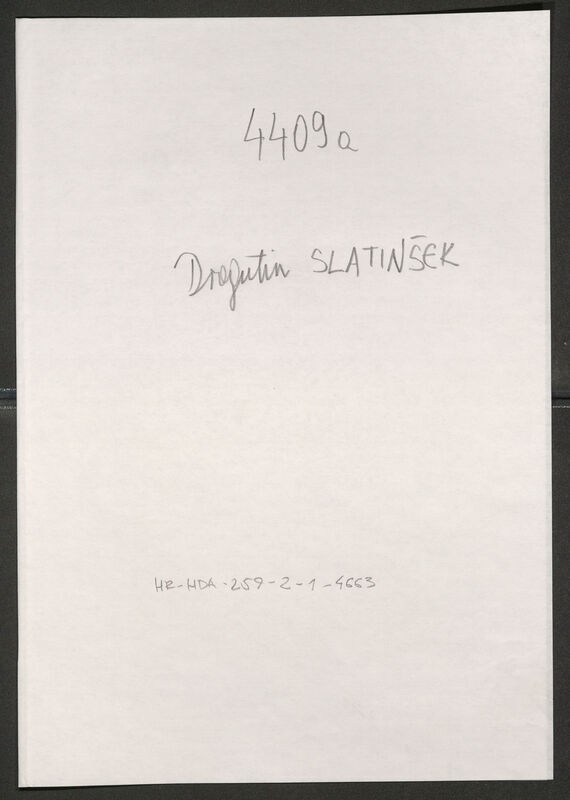 4409a
Dragutin SLATINŠEK
HR-HDA-259-2-1-4663